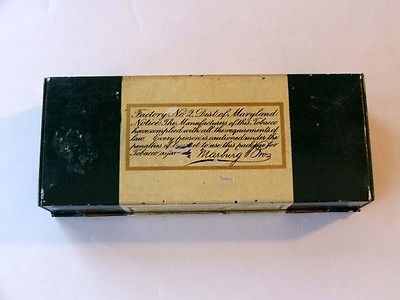 Factory No. 2. Dist. of Maryland.
Notice. The Manufacturers of this Tobacco
have complied with all the requirements of
law. Every person is cautioned under the
penalties of law not to use this package for
Tobacco again. Marburg Bros